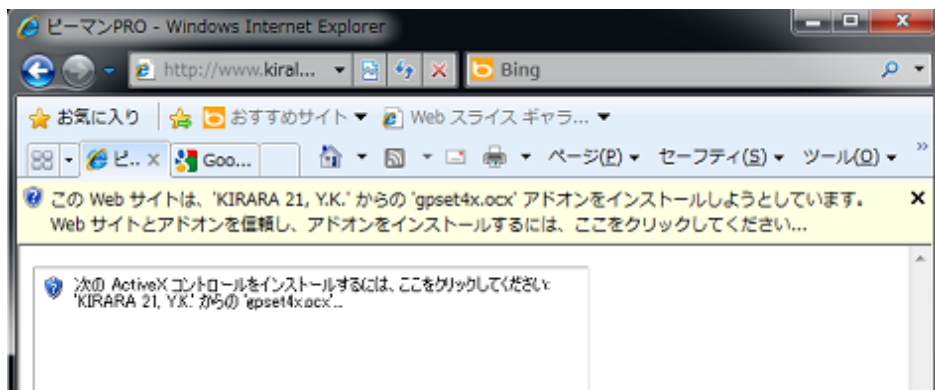 ピーマンPRO - Windows Internet Explorer
http://www.kiral... Bing
お気に入り おすすめサイト ▼ Web スライス ギャラ... ▼
ピ.. X Goo... ページ(P) ▼ セーフティ(S) ▼ ツール(O) ▼ »
この Web サイトは、'KIRARA 21, Y.K.' からの 'gpset4x.ocx' アドオンをインストールしようとしています。
Web サイトとアドオンを信頼し、アドオンをインストールするには、ここをクリックしてください...
次の ActiveX コントロールをインストールするには、ここをクリックしてください:
'KIRARA 21, Y.K.' からの 'gpset4x.ocx'...